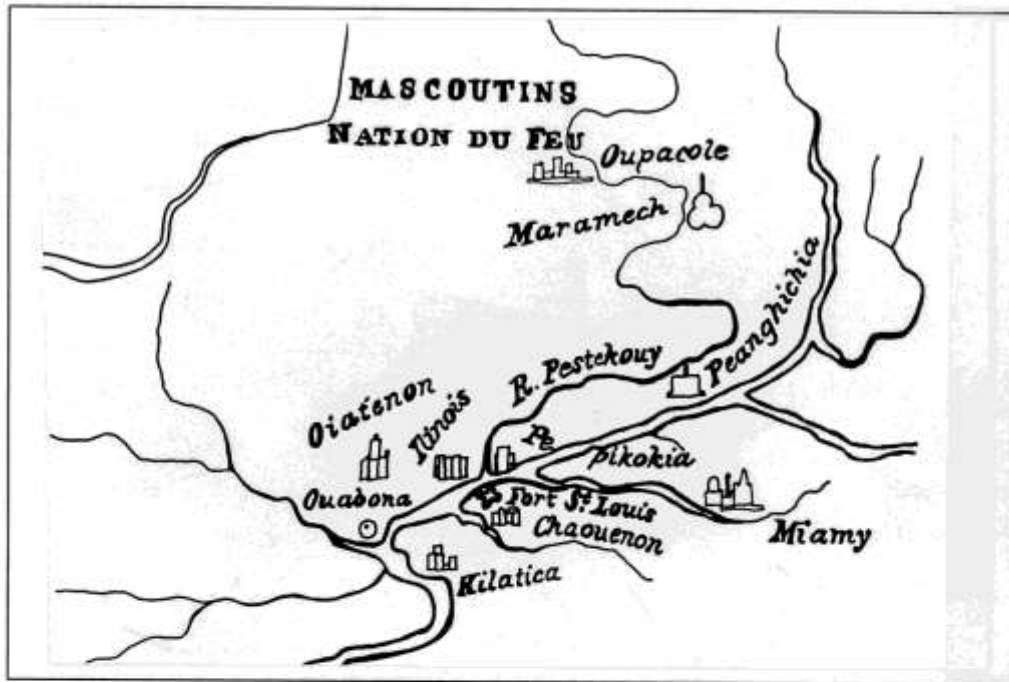 MASCOUTINS
NATION DU FEU
Oupacole
Maramech
Peanghichia
R. Pestekouy
Oiatenon
Ilinois
Pe
pikokia
Ouabona
Fort St. Louis
Chaouenon
Miamy
Kilatica